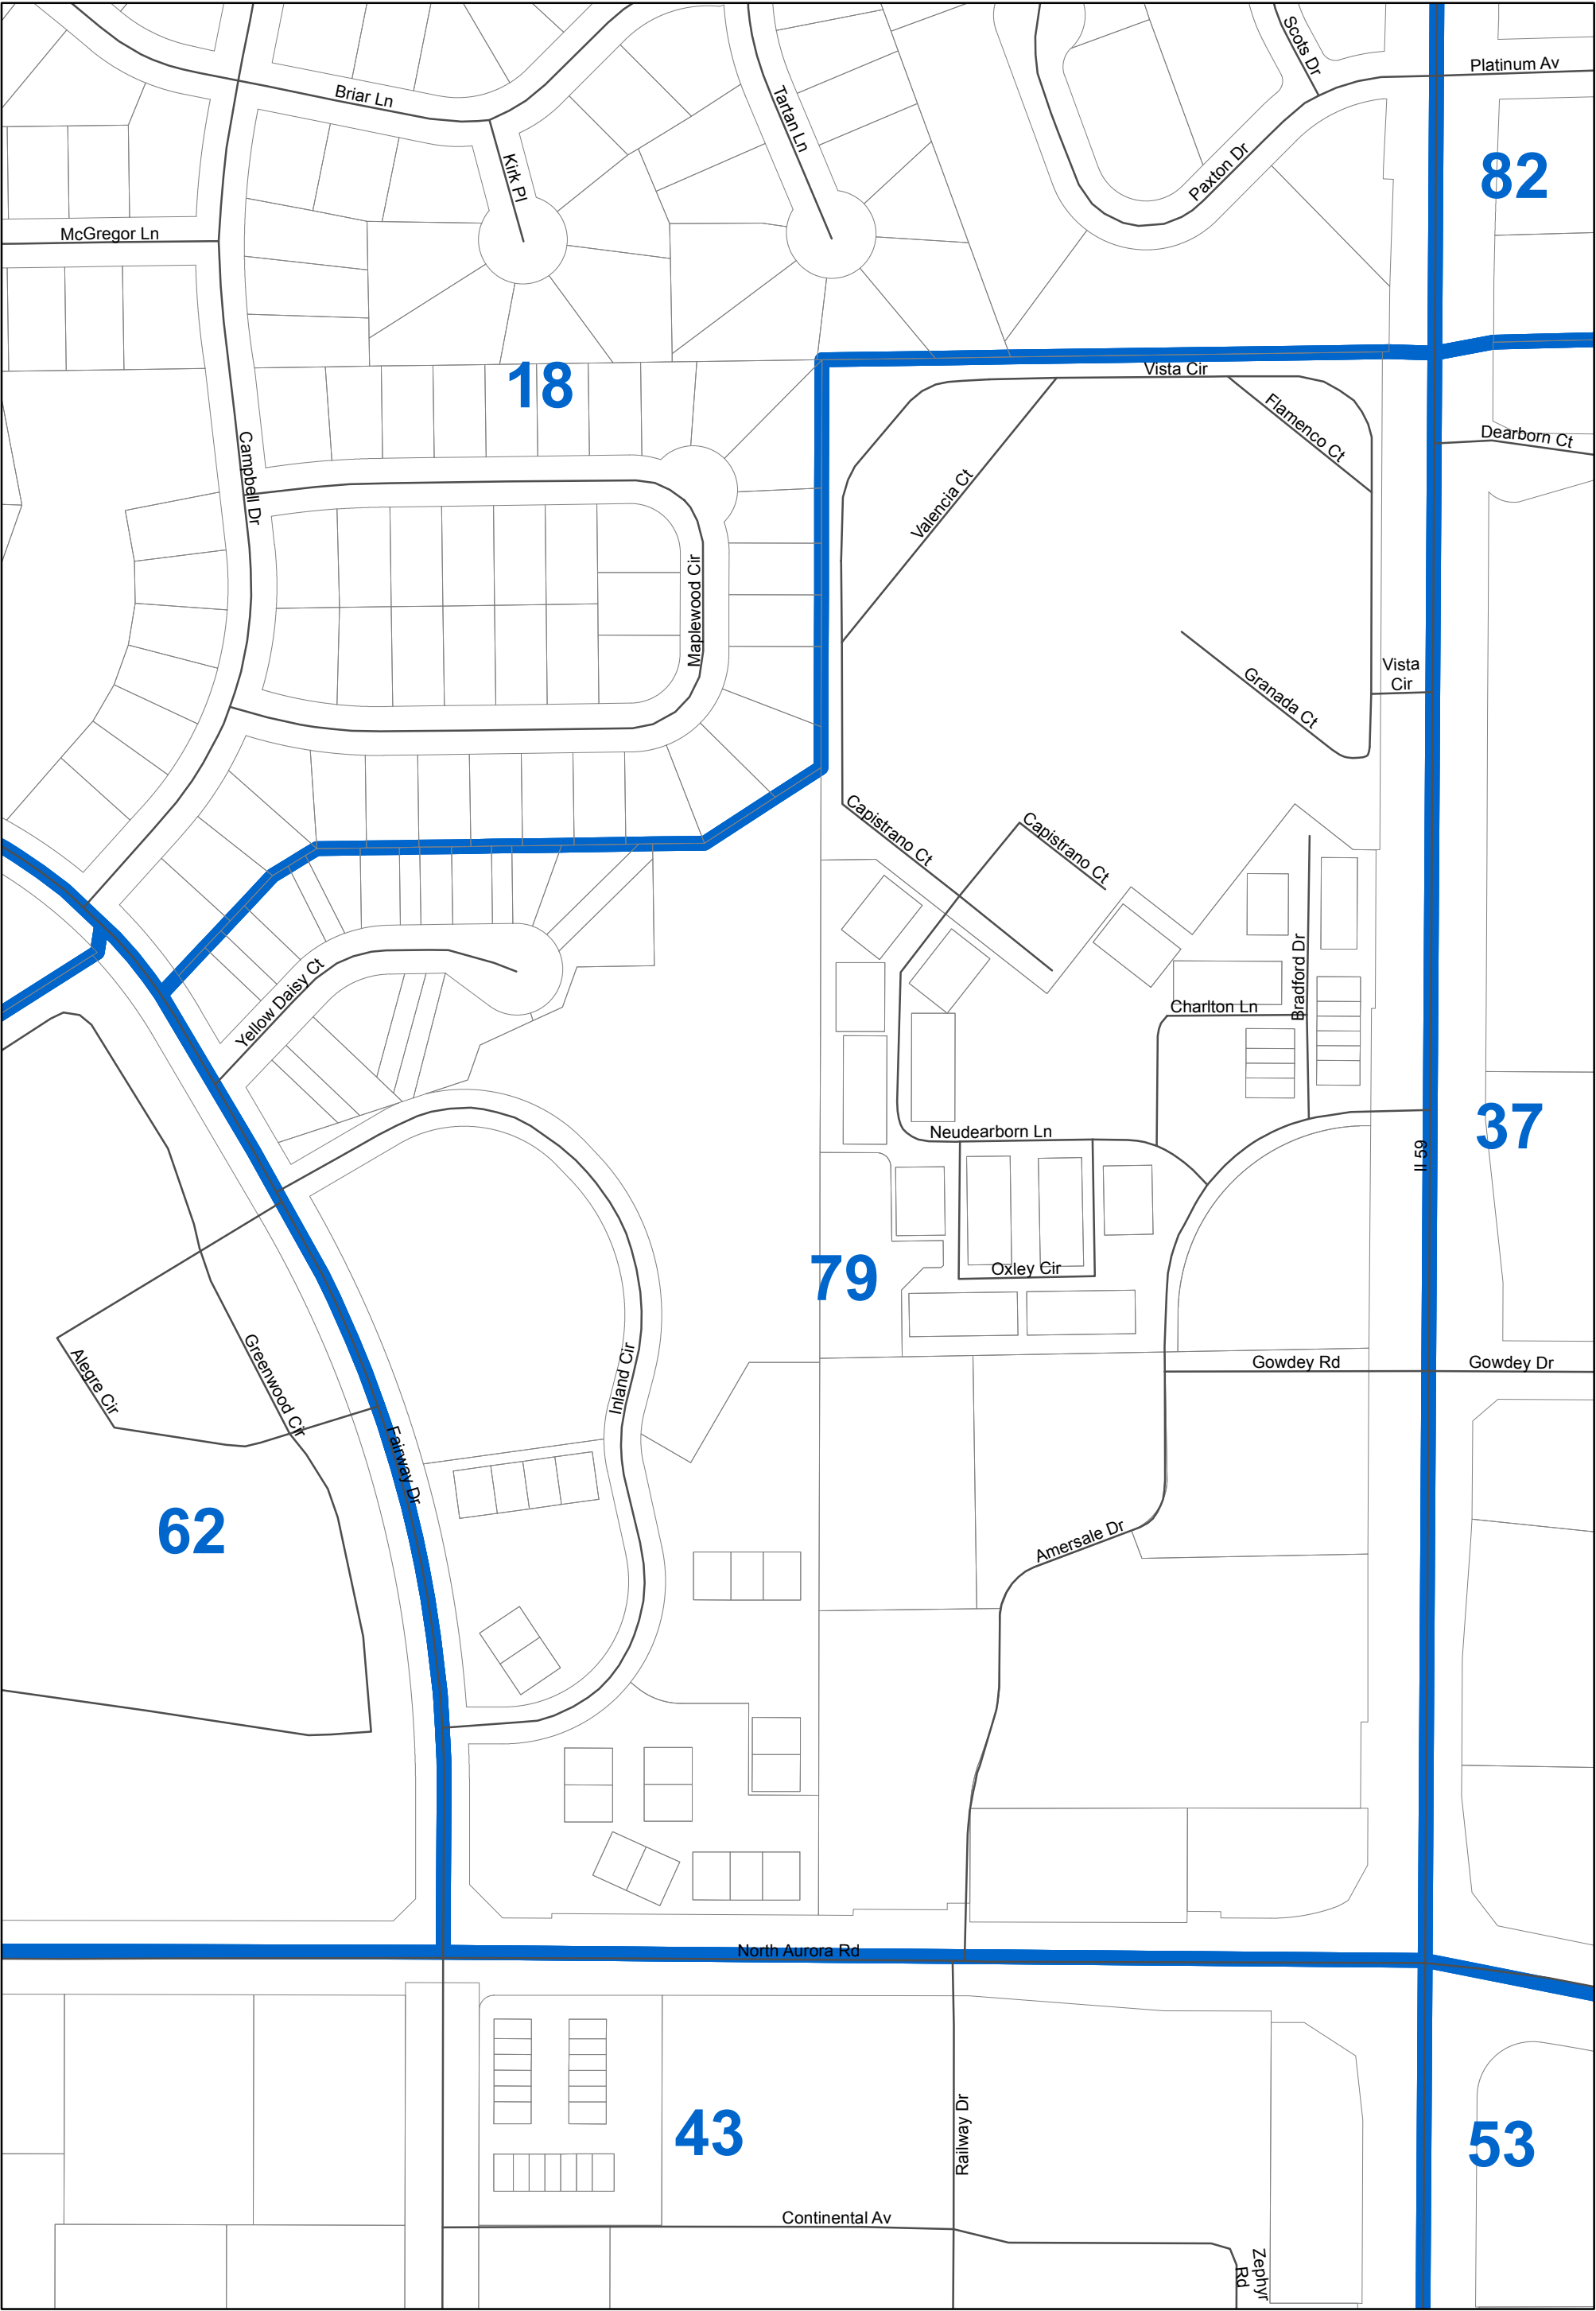 Scots Dr
Platinum Av
Briar Ln
Tartan Ln
Kirk Pl
Paxton Dr
82
McGregor Ln
18
Vista Cir
Flamenco Ct
Dearborn Ct
Campbell Dr
Valencia Ct
Maplewood Cir
Vista
Cir
Granada Ct
Capistrano Ct
Capistrano Ct
Yellow Daisy Ct
Bradford Dr
Charlton Ln
Neudearborn Ln
37
Il 59
79
Oxley Cir
Gowdey Rd
Gowdey Dr
Alegre Cir
Greenwood Cir
Inland Cir
Fairway Dr
62
Amersale Dr
North Aurora Rd
43
Railway Dr
53
Continental Av
Zephyr
Rd